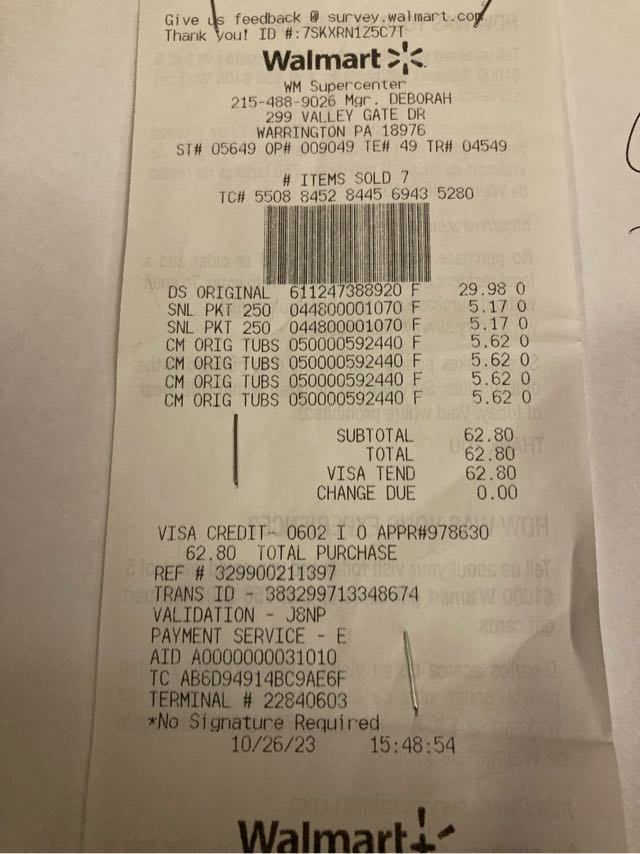 Give us feedback @ survey.walmart.com
Thank you! ID #:7SKXRN1Z5C7T
Walmart
WM Supercenter
215-488-9026 Mgr. DEBORAH
299 VALLEY GATE DR
WARRINGTON PA 18976
ST# 05649 OP# 009049 TE# 49 TR# 04549
# ITEMS SOLD 7
TC# 5508 8452 8445 6943 5280
DS ORIGINAL 611247388920 F 29.98 O
SNL PKT 250 044800001070 F 5.17 O
SNL PKT 250 044800001070 F 5.17 O
CM ORIG TUBS 050000592440 F 5.62 O
CM ORIG TUBS 050000592440 F 5.62 O
CM ORIG TUBS 050000592440 F 5.62 O
CM ORIG TUBS 050000592440 F 5.62 O
SUBTOTAL 62.80
TOTAL 62.80
VISA TEND 62.80
CHANGE DUE 0.00
VISA CREDIT- 0602 I 0 APPR#978630
62.80 TOTAL PURCHASE
REF # 329900211397
TRANS ID - 383299713348674
VALIDATION - J8NP
PAYMENT SERVICE - E
AID A0000000031010
TC AB6D94914BC9AE6F
TERMINAL # 22840603
*No Signature Required
10/26/23 15:48:54
Walmart